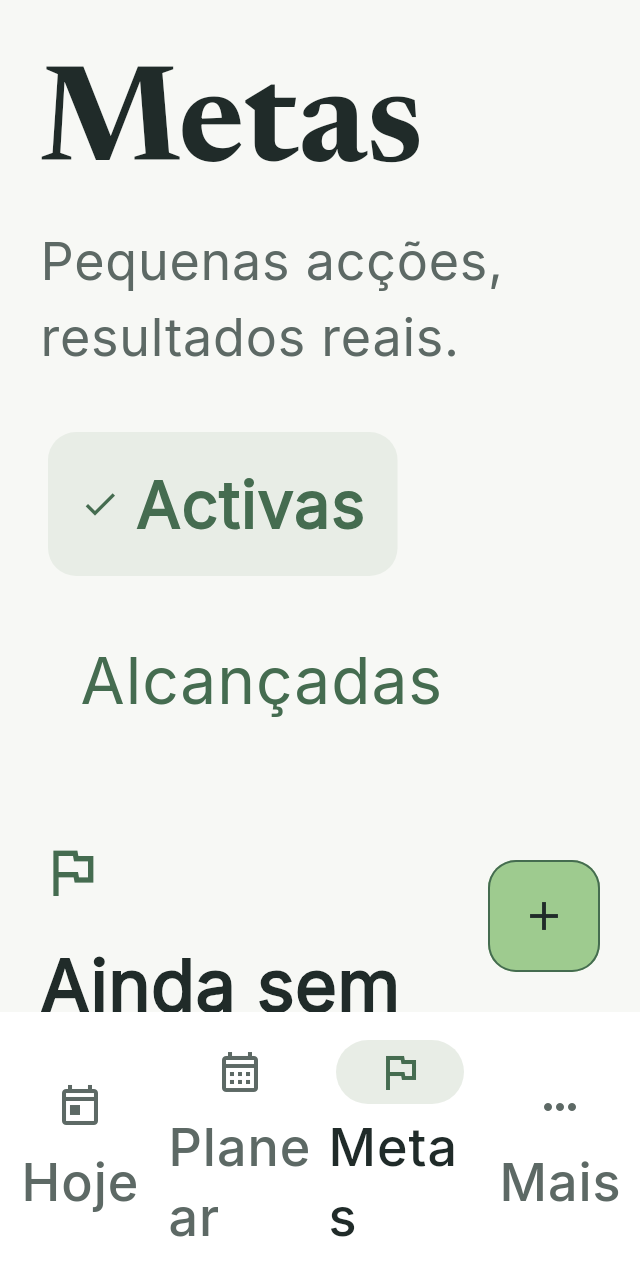 Metas
Pequenas acções,
resultados reais.
Activas
Alcançadas
Ainda sem
Hoje
Plane
ar
Meta
s
Mais